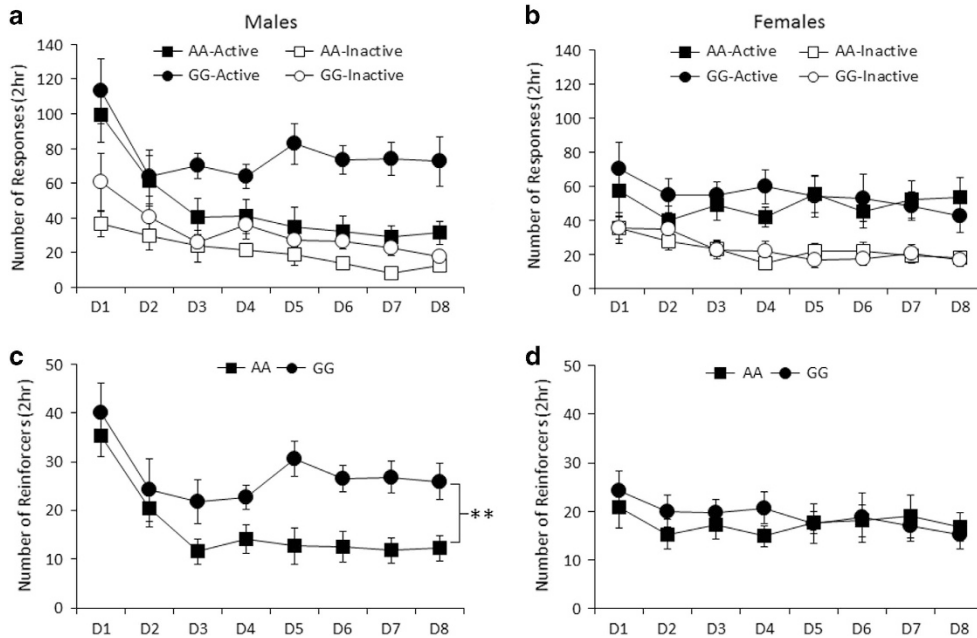 a
Males
AA-Active
AA-Inactive
GG-Active
GG-Inactive
Number of Responses (2hr)
140
120
100
80
60
40
20
0
D1 D2 D3 D4 D5 D6 D7 D8
b
Females
AA-Active
AA-Inactive
GG-Active
GG-Inactive
Number of Responses (2hr)
140
120
100
80
60
40
20
0
D1 D2 D3 D4 D5 D6 D7 D8
c
AA
GG
Number of Reinforcers (2hr)
50
40
30
20
10
0
**
D1 D2 D3 D4 D5 D6 D7 D8
d
AA
GG
Number of Reinforcers (2hr)
50
40
30
20
10
0
D1 D2 D3 D4 D5 D6 D7 D8